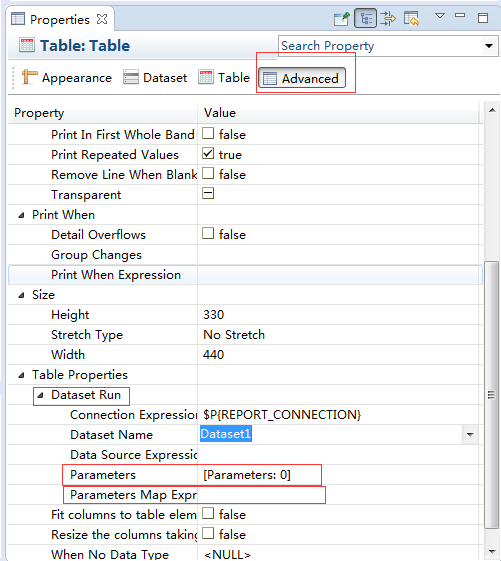 Properties
Table: Table
Search Property
Appearance Dataset Table Advanced
Property Value
Print In First Whole Band false
Print Repeated Values true
Remove Line When Blank false
Transparent
Print When
Detail Overflows false
Group Changes
Print When Expression
Size
Height 330
Stretch Type No Stretch
Width 440
Table Properties
Dataset Run
Connection Expression $P{REPORT_CONNECTION}
Dataset Name Dataset1
Data Source Expressio
Parameters [Parameters: 0]
Parameters Map Expr
Fit columns to table elem false
Resize the columns taking false
When No Data Type <NULL>